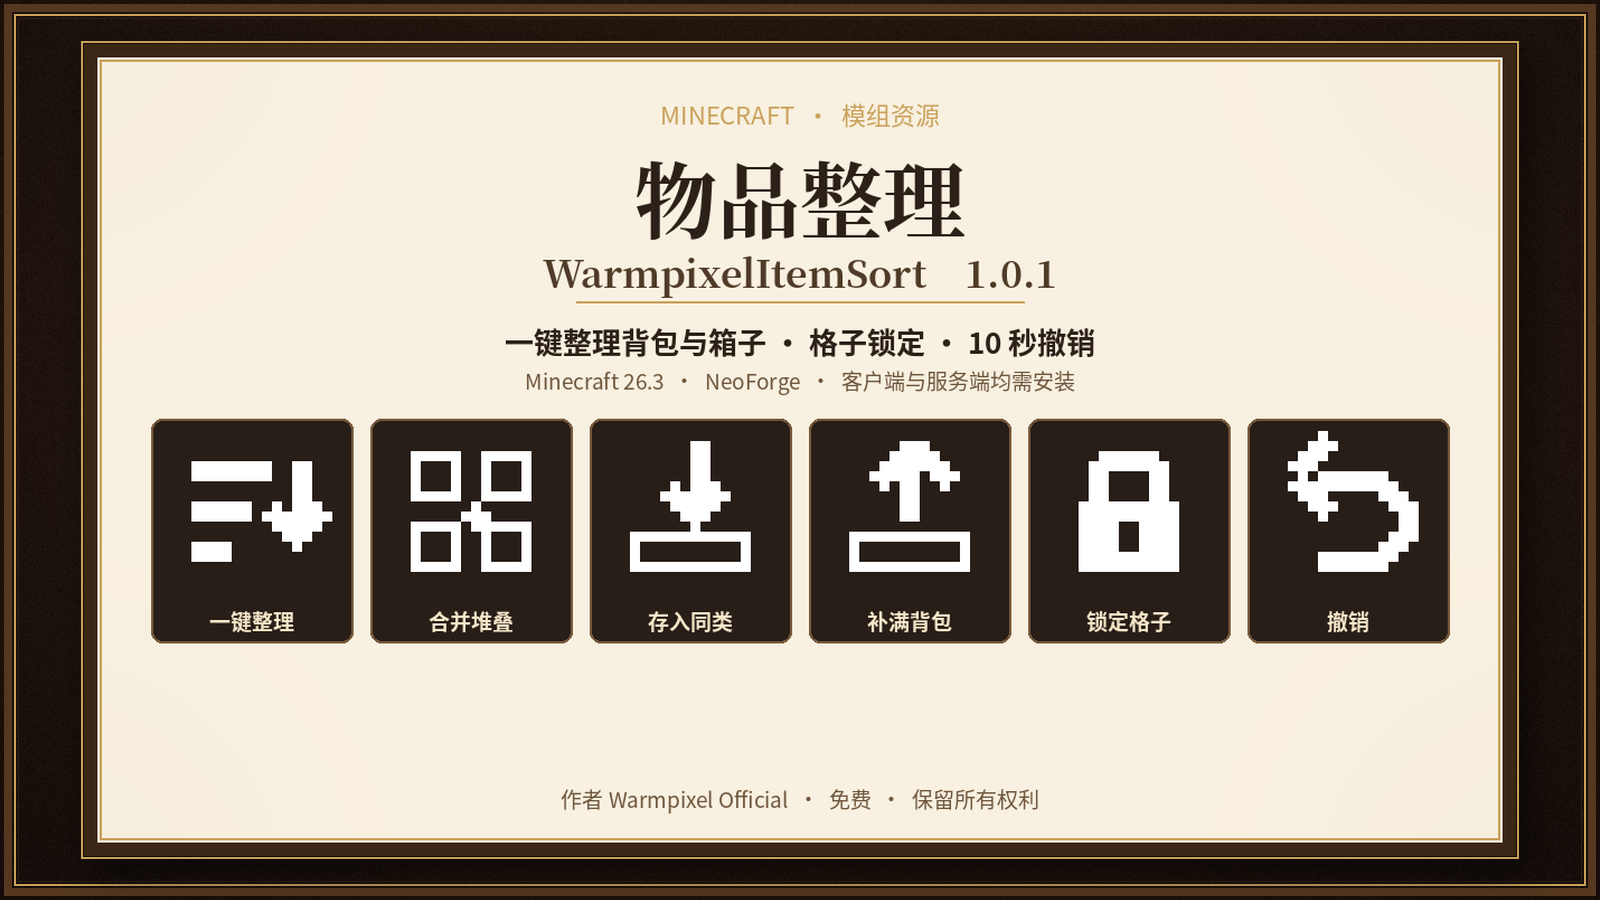 MINECRAFT · 模组资源
物品整理
WarmpixelItemSort 1.0.1
一键整理背包与箱子 · 格子锁定 · 10 秒撤销
Minecraft 26.3 · NeoForge · 客户端与服务端均需安装
一键整理
合并堆叠
存入同类
补满背包
锁定格子
撤销
作者 Warmpixel Official · 免费 · 保留所有权利